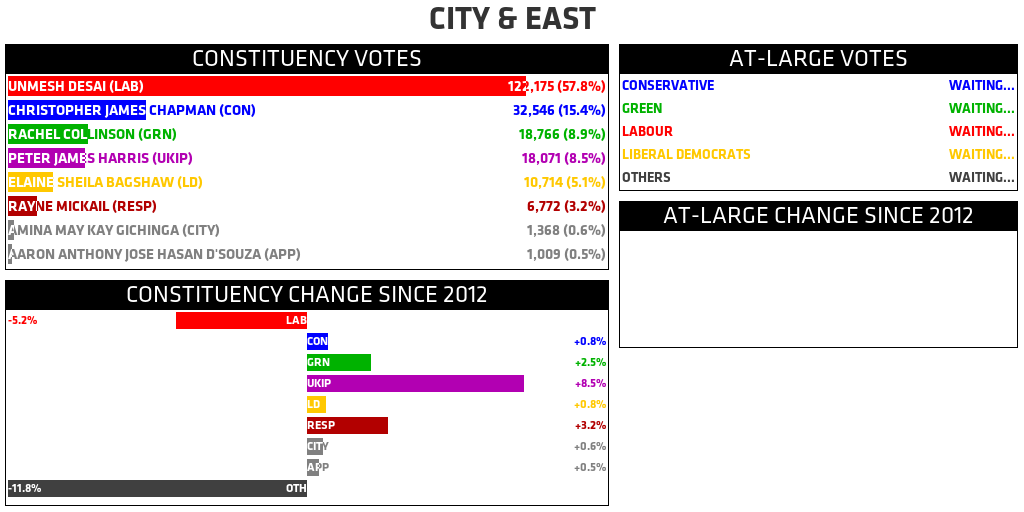 CITY & EAST
CONSTITUENCY VOTES
UNMESH DESAI (LAB) 122,175 (57.8%)
CHRISTOPHER JAMES CHAPMAN (CON) 32,546 (15.4%)
RACHEL COLLINSON (GRN) 18,766 (8.9%)
PETER JAMES HARRIS (UKIP) 18,071 (8.5%)
ELAINE SHEILA BAGSHAW (LD) 10,714 (5.1%)
RAYNE MICKAIL (RESP) 6,772 (3.2%)
AMINA MAY KAY GICHINGA (CITY) 1,368 (0.6%)
AARON ANTHONY JOSE HASAN D'SOUZA (APP) 1,009 (0.5%)
CONSTITUENCY CHANGE SINCE 2012
-5.2% LAB
CON +0.8%
GRN +2.5%
UKIP +8.5%
LD +0.8%
RESP +3.2%
CITY +0.6%
APP +0.5%
-11.8% OTH
AT-LARGE VOTES
CONSERVATIVE WAITING...
GREEN WAITING...
LABOUR WAITING...
LIBERAL DEMOCRATS WAITING...
OTHERS WAITING...
AT-LARGE CHANGE SINCE 2012